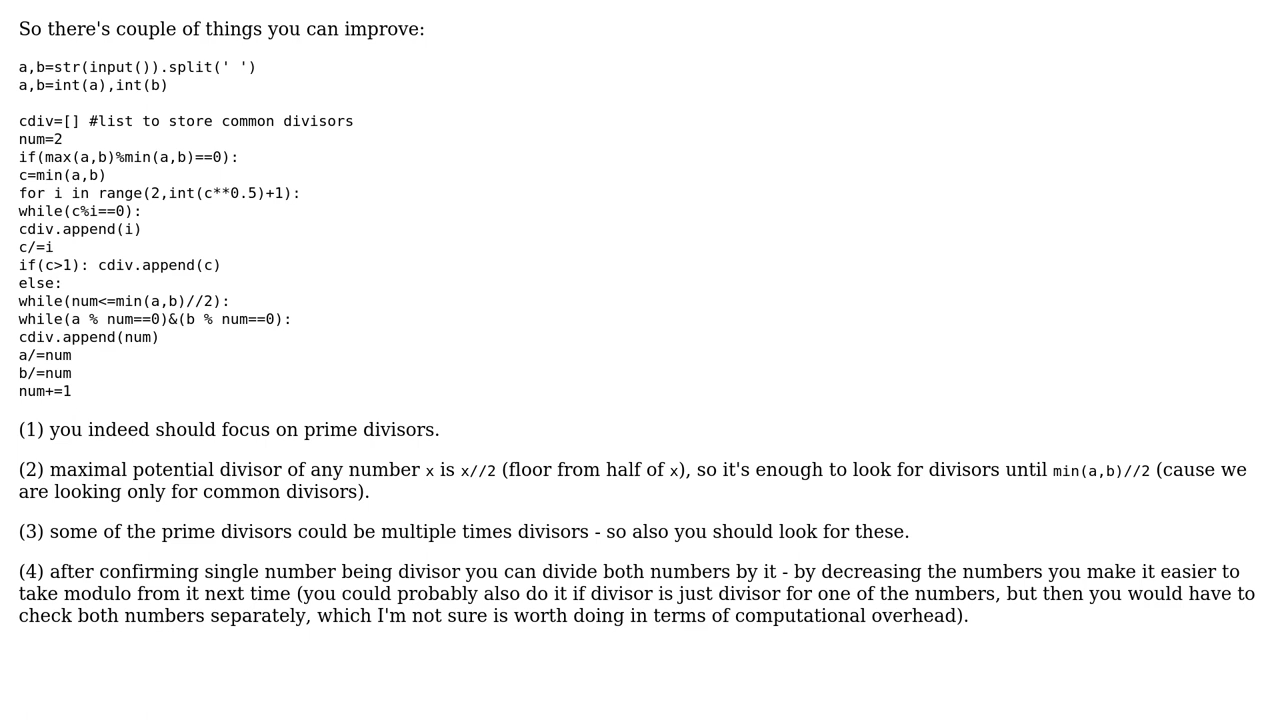 So there's couple of things you can improve:
a,b=str(input()).split(' ')
a,b=int(a),int(b)
cdiv=[] #list to store common divisors
num=2
if(max(a,b)%min(a,b)==0):
c=min(a,b)
for i in range(2,int(c**0.5)+1):
while(c%i==0):
cdiv.append(i)
c/=i
if(c>1): cdiv.append(c)
else:
while(num<=min(a,b)//2):
while(a % num==0)&(b % num==0):
cdiv.append(num)
a/=num
b/=num
num+=1
(1) you indeed should focus on prime divisors.
(2) maximal potential divisor of any number x is x//2 (floor from half of x), so it's enough to look for divisors until min(a,b)//2 (cause we
are looking only for common divisors).
(3) some of the prime divisors could be multiple times divisors - so also you should look for these.
(4) after confirming single number being divisor you can divide both numbers by it - by decreasing the numbers you make it easier to
take modulo from it next time (you could probably also do it if divisor is just divisor for one of the numbers, but then you would have to
check both numbers separately, which I'm not sure is worth doing in terms of computational overhead).